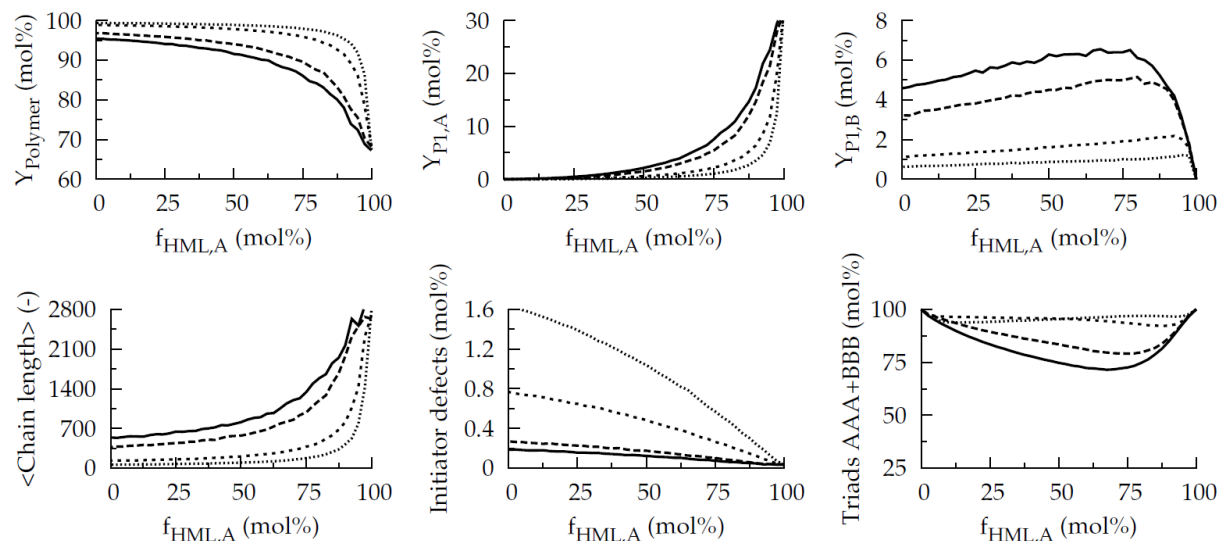 Y_Polymer (mol%)
100
90
80
70
60
0 25 50 75 100
f_HML,A (mol%)
Y_P1,A (mol%)
30
20
10
0
0 25 50 75 100
f_HML,A (mol%)
Y_P1,B (mol%)
8
6
4
2
0
0 25 50 75 100
f_HML,A (mol%)
<Chain length> (-)
2800
2100
1400
700
0
0 25 50 75 100
f_HML,A (mol%)
Initiator defects (mol%)
1.6
1.2
0.8
0.4
0
0 25 50 75 100
f_HML,A (mol%)
Triads AAA+BBB (mol%)
100
75
50
25
0 25 50 75 100
f_HML,A (mol%)